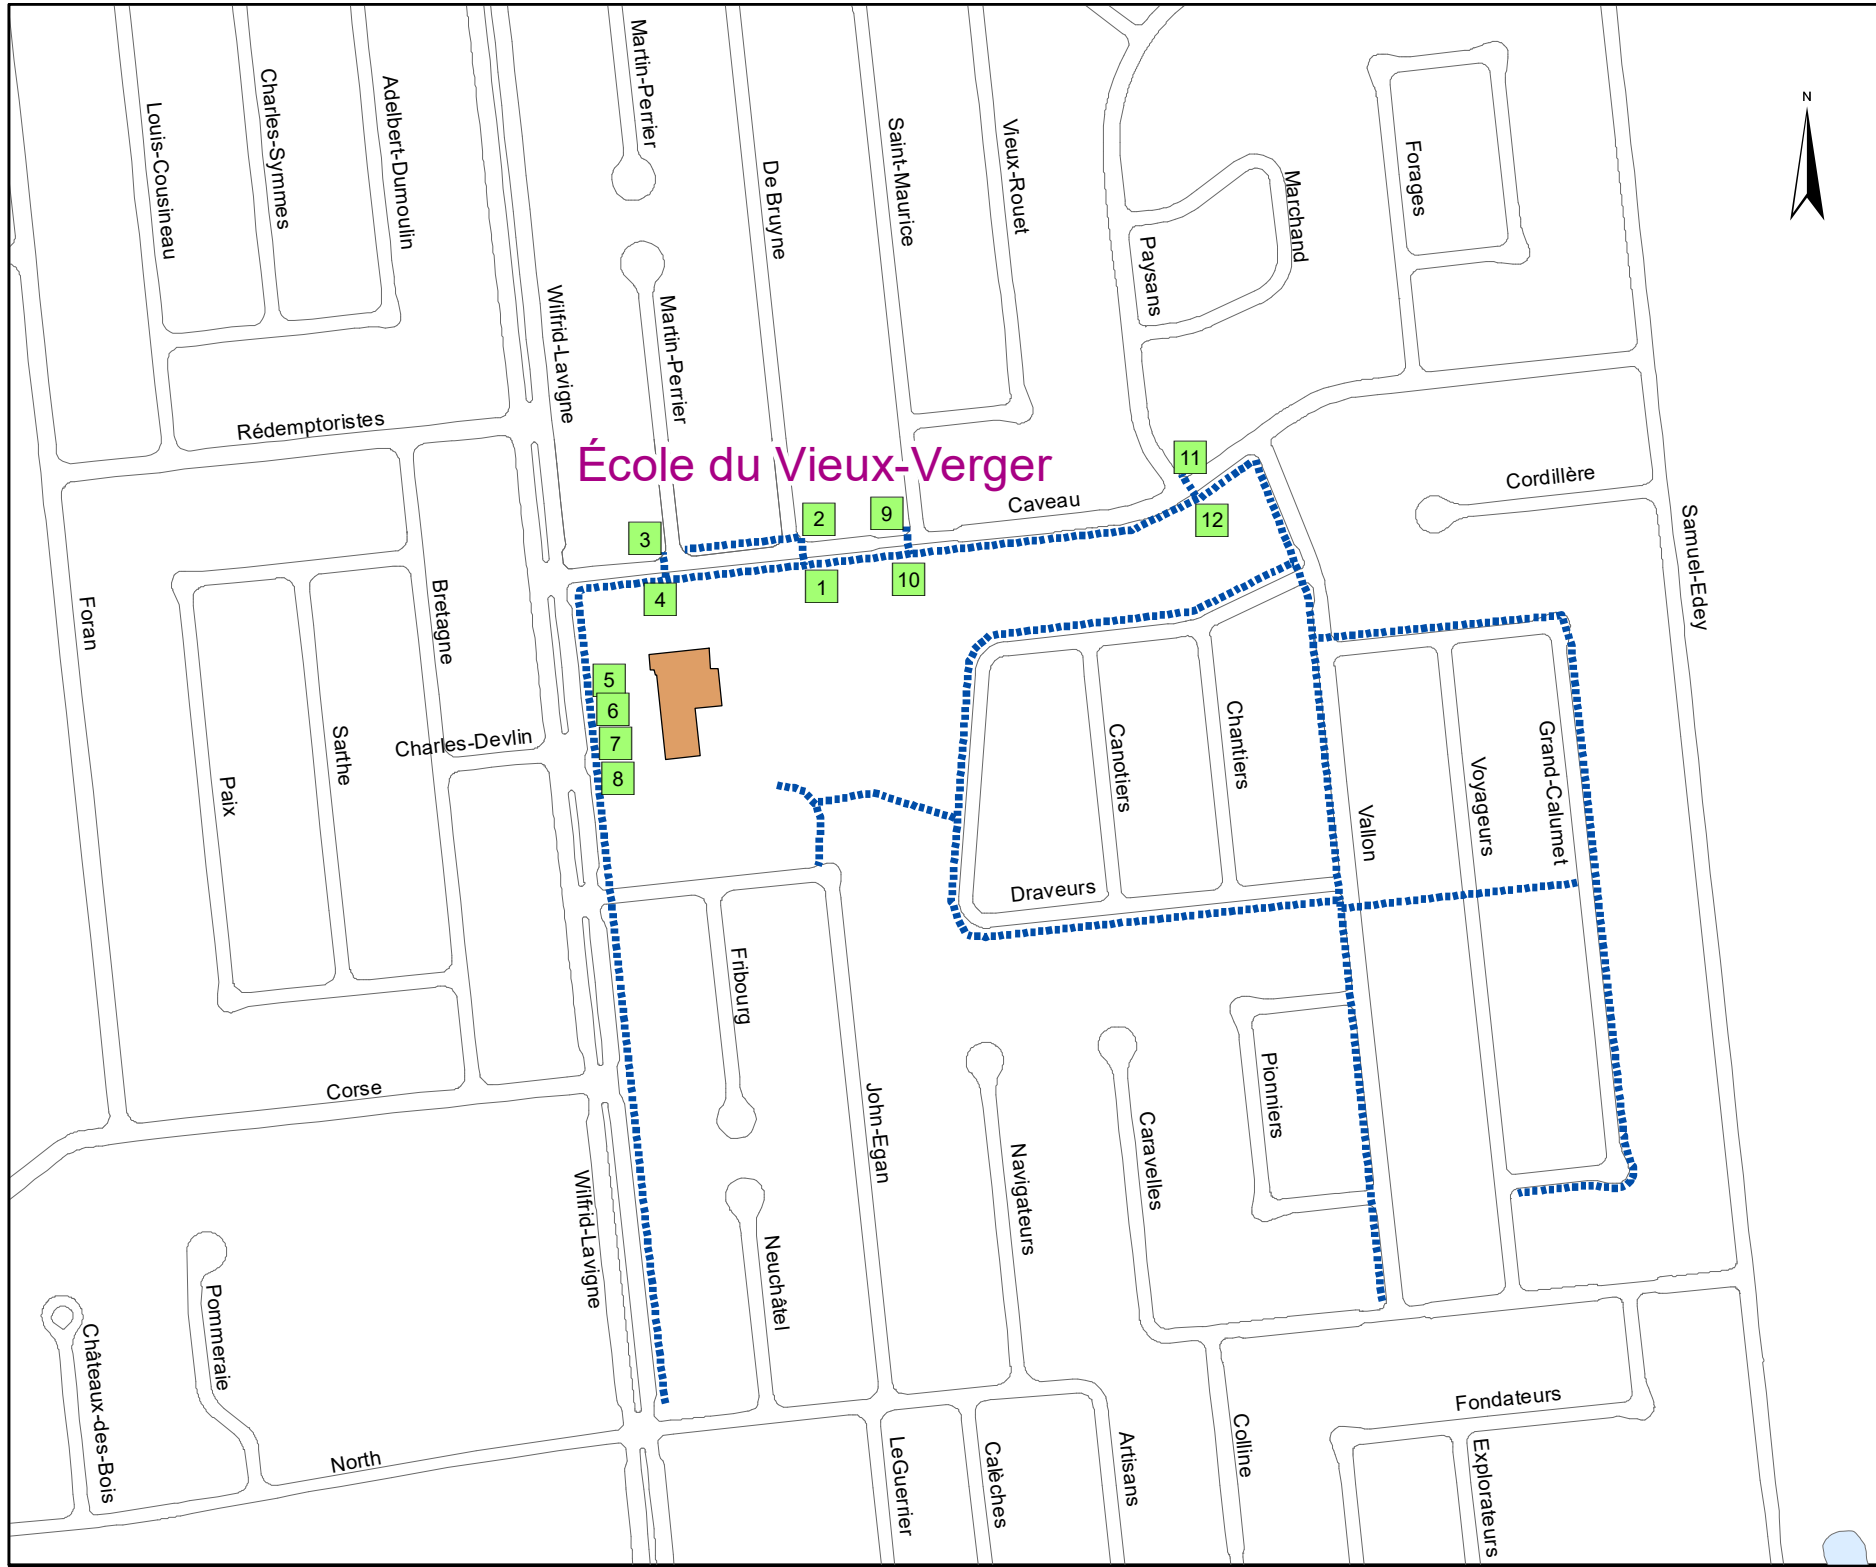 Martin-Perrier
Charles-Symmes
Adelbert-Dumoulin
Louis-Cousineau
N
Saint-Maurice
Vieux-Rouet
De Bruyne
Forages
Marchand
Paysans
Wilfrid-Lavigne
Martin-Perrier
Rédemptoristes
École du Vieux-Verger
11
Cordillère
Caveau
9
2
12
3
Samuel-Edey
10
1
4
Foran
Bretagne
5
6
7
8
Charles-Devlin
Sarthe
Paix
Canotiers
Chantiers
Vallon
Voyageurs
Grand-Calumet
Draveurs
Fribourg
Corse
John-Egan
Navigateurs
Caravelles
Pionniers
Wilfrid-Lavigne
Neuchâtel
Pommeraie
Châteaux-des-Bois
Fondateurs
North
LeGuerrier
Calèches
Artisans
Colline
Explorateurs